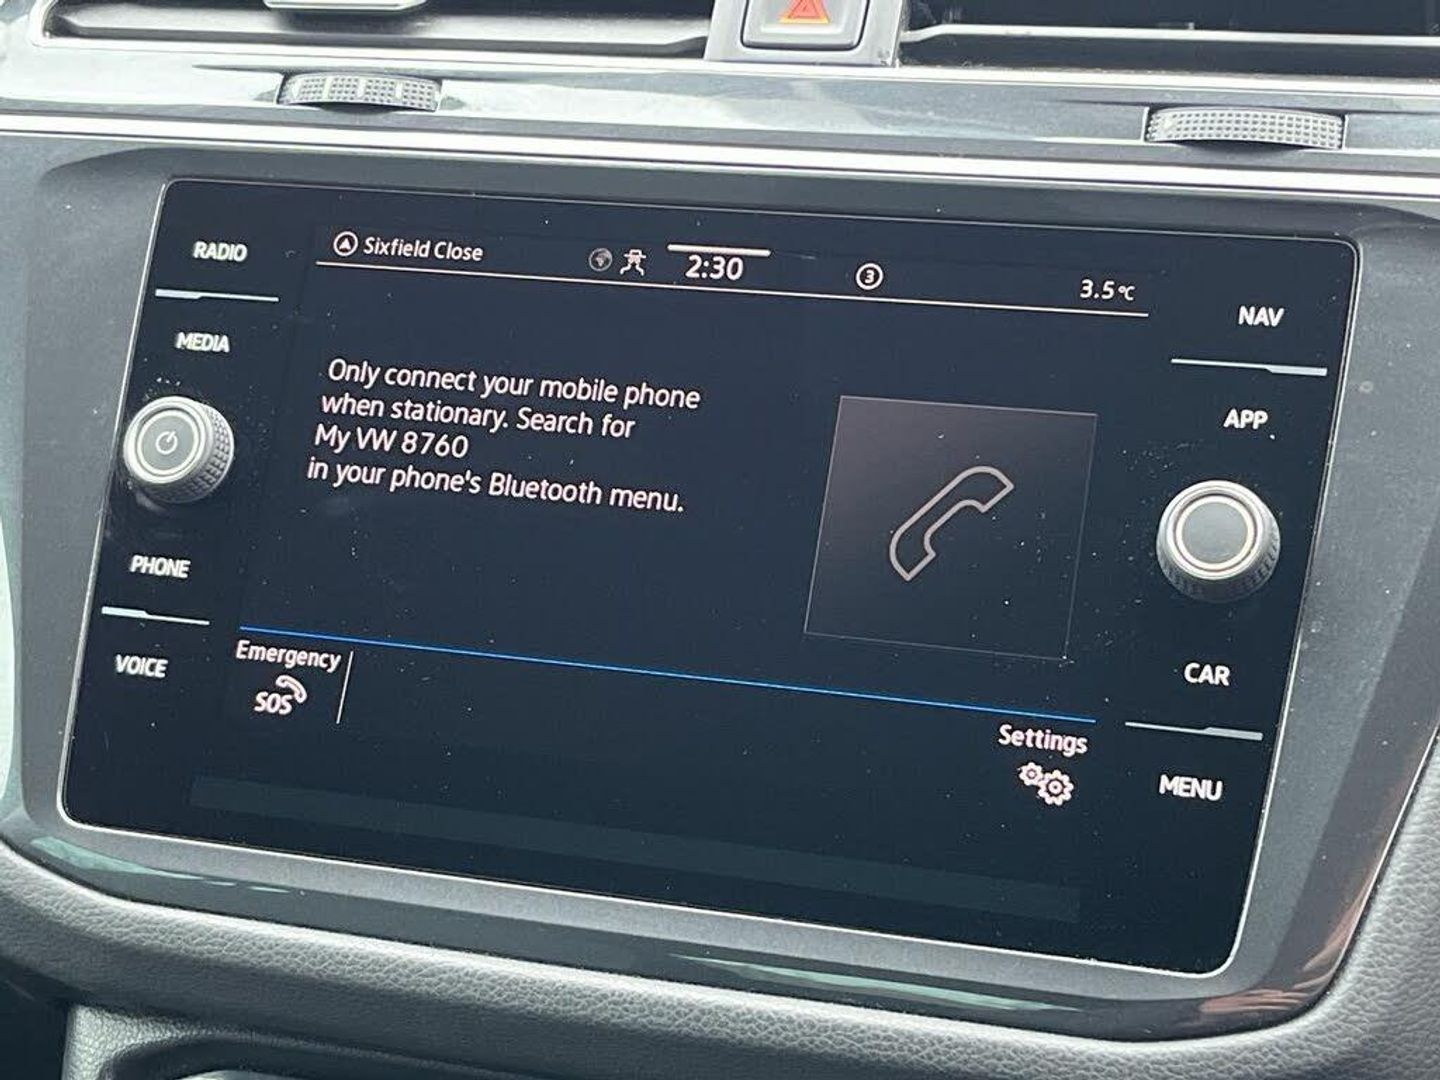 RADIO
MEDIA
PHONE
VOICE
Sixfield Close
2:30
3
3.5°C
Only connect your mobile phone
when stationary. Search for
My VW 8760
in your phone's Bluetooth menu.
Emergency
SOS
Settings
NAV
APP
CAR
MENU